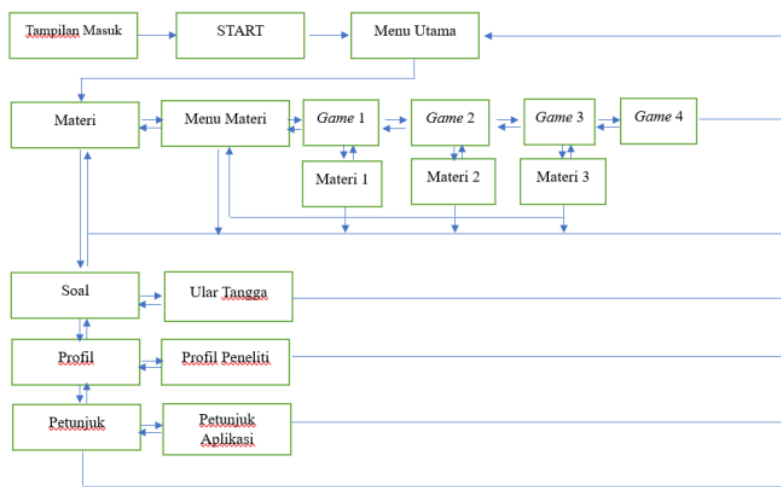 Tampilan Masuk
START
Menu Utama
Materi
Menu Materi
Game 1
Game 2
Game 3
Game 4
Materi 1
Materi 2
Materi 3
Soal
Ular Tangga
Profil
Profil Peneliti
Petunjuk
Petunjuk
Aplikasi